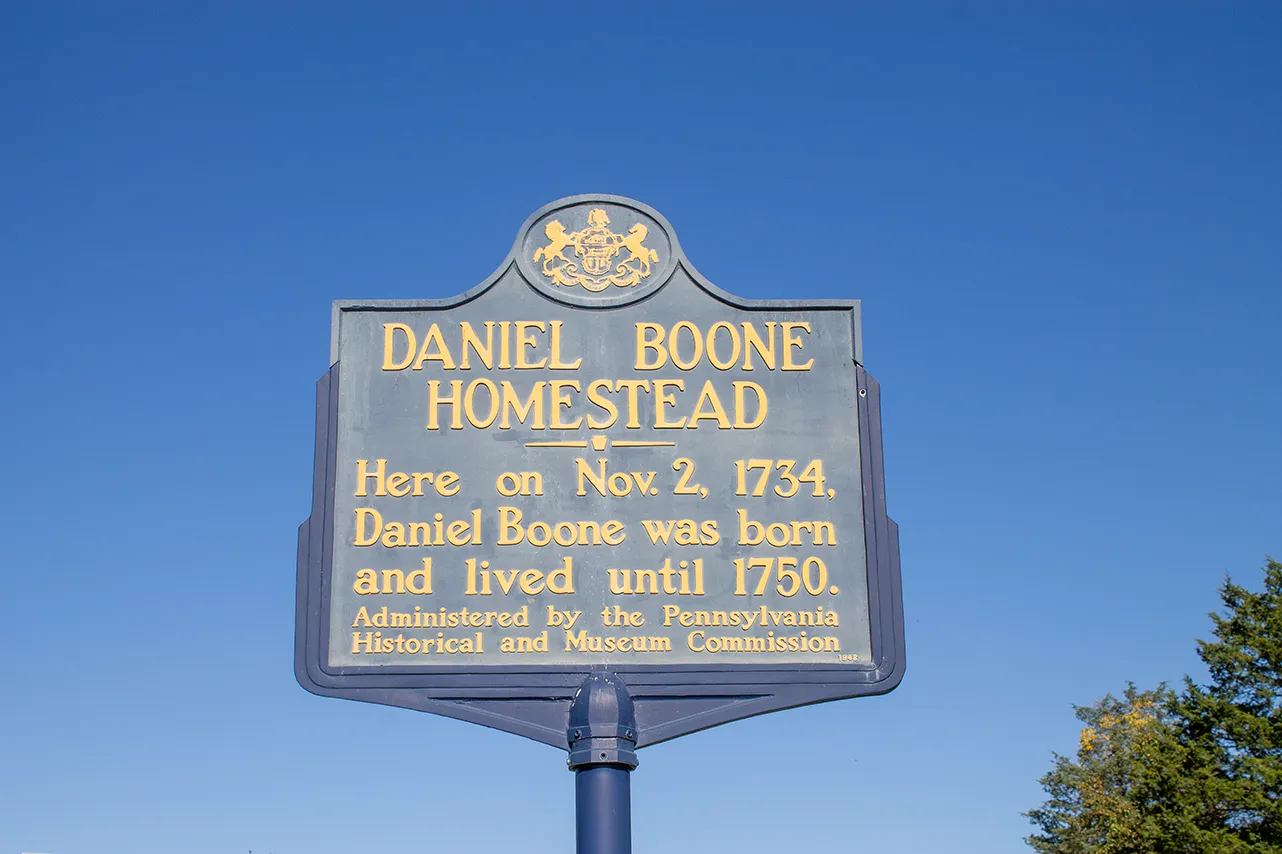 DANIEL BOONE
HOMESTEAD
Here on Nov. 2, 1734,
Daniel Boone was born
and lived until 1750.
Administered by the Pennsylvania
Historical and Museum Commission